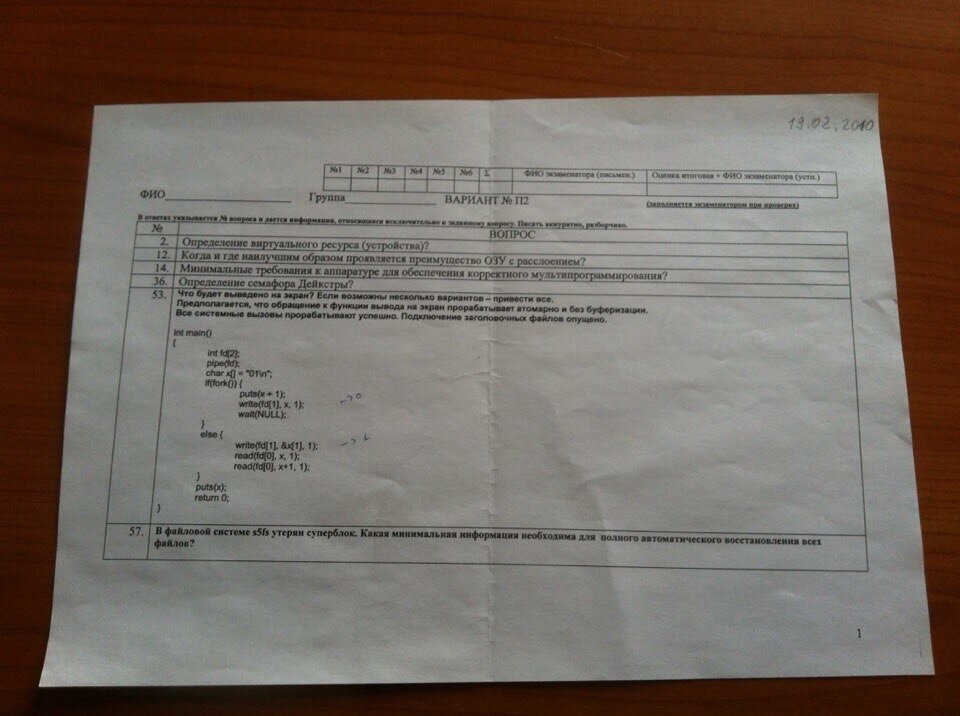 19.02.2010
№1 №2 №3 №4 №5 №6 Σ ФИО экзаменатора (письмен.) Оценка итоговая + ФИО экзаменатора (устн.)
ФИО____________________ Группа________________ ВАРИАНТ № П2 (заполняется экзаменатором при проверке)
В ответах указывается № вопроса и дается информация, относящаяся исключительно к заданному вопросу. Писать аккуратно, разборчиво.
№ ВОПРОС
2. Определение виртуального ресурса (устройства)?
12. Когда и где наилучшим образом проявляется преимущество ОЗУ с расслоением?
14. Минимальные требования к аппаратуре для обеспечения корректного мультипрограммирования?
36. Определение семафора Дейкстры?
53. Что будет выведено на экран? Если возможны несколько вариантов – привести все.
Предполагается, что обращение к функции вывода на экран прорабатывает атомарно и без буферизации.
Все системные вызовы прорабатывают успешно. Подключение заголовочных файлов опущено.
int main()
{
int fd[2];
pipe(fd);
char x[] = "01\n";
if(fork()) {
puts(x + 1);
write(fd[1], x, 1); -> 0
wait(NULL);
}
else {
write(fd[1], &x[1], 1);
read(fd[0], x, 1);
read(fd[0], x+1, 1);
}
puts(x);
return 0;
}
57. В файловой системе s5fs утерян суперблок. Какая минимальная информация необходима для полного автоматического восстановления всех
файлов?
1